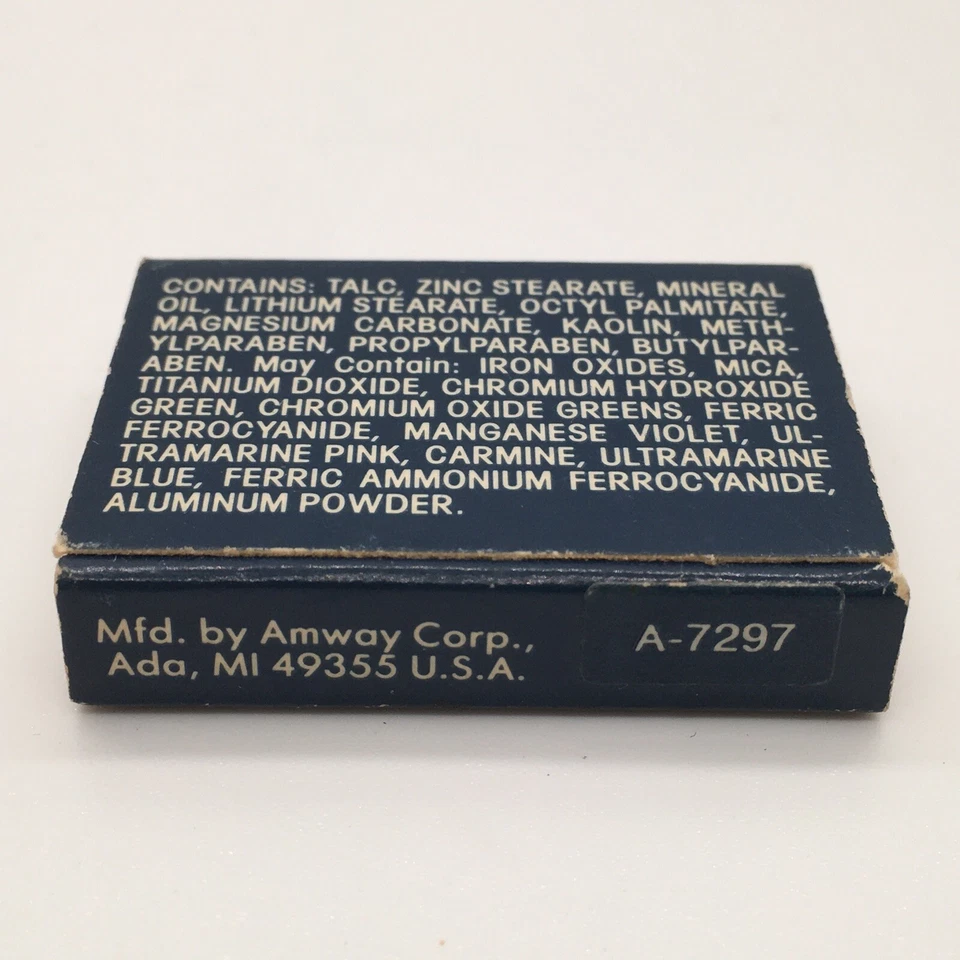 CONTAINS: TALC, ZINC STEARATE, MINERAL
OIL, LITHIUM STEARATE, OCTYL PALMITATE,
MAGNESIUM CARBONATE, KAOLIN, METH-
YLPARABEN, PROPYLPARABEN, BUTYLPAR-
ABEN. May Contain: IRON OXIDES, MICA,
TITANIUM DIOXIDE, CHROMIUM HYDROXIDE
GREEN, CHROMIUM OXIDE GREENS, FERRIC
FERROCYANIDE, MANGANESE VIOLET, UL-
TRAMARINE PINK, CARMINE, ULTRAMARINE
BLUE, FERRIC AMMONIUM FERROCYANIDE,
ALUMINUM POWDER.
Mfd. by Amway Corp.,
Ada, MI 49355 U.S.A.
A-7297